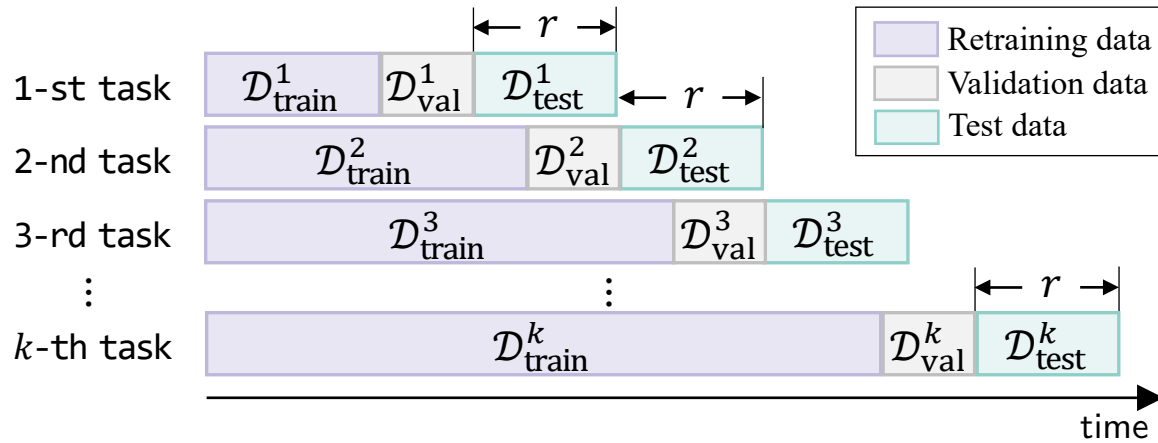 r
Retraining data
Validation data
Test data
1-st task
𝒟¹train 𝒟¹val 𝒟¹test
r
2-nd task
𝒟²train 𝒟²val 𝒟²test
3-rd task
𝒟³train 𝒟³val 𝒟³test
⋮ ⋮
r
k-th task
𝒟ᵏtrain 𝒟ᵏval 𝒟ᵏtest
time